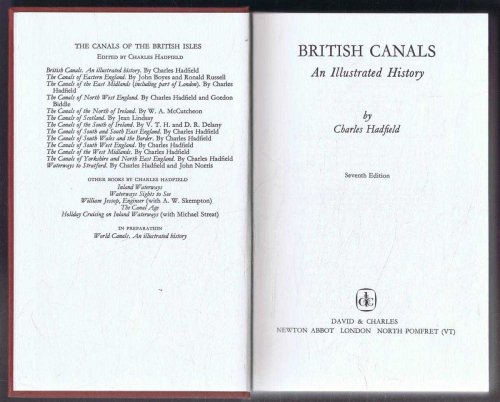 THE CANALS OF THE BRITISH ISLES
EDITED BY CHARLES HADFIELD
British Canals. An illustrated history. By Charles Hadfield
The Canals of Eastern England. By John Boyes and Ronald Russell
The Canals of the East Midlands (including part of London). By Charles
Hadfield
The Canals of North West England. By Charles Hadfield and Gordon
Biddle
The Canals of the North of Ireland. By W. A. McCutcheon
The Canals of Scotland. By Jean Lindsay
The Canals of the South of Ireland. By V. T. H. and D. R. Delany
The Canals of South and South East England. By Charles Hadfield
The Canals of South Wales and the Border. By Charles Hadfield
The Canals of South West England. By Charles Hadfield
The Canals of the West Midlands. By Charles Hadfield
The Canals of Yorkshire and North East England. By Charles Hadfield
Waterways to Stratford. By Charles Hadfield and John Norris
OTHER BOOKS BY CHARLES HADFIELD
Inland Waterways
Waterways Sights to See
William Jessop, Engineer (with A. W. Skempton)
The Canal Age
Holiday Cruising on Inland Waterways (with Michael Streat)
IN PREPARATION
World Canals. An illustrated history
BRITISH CANALS
An Illustrated History
by
Charles Hadfield
Seventh Edition
DAVID & CHARLES
NEWTON ABBOT LONDON NORTH POMFRET (VT)